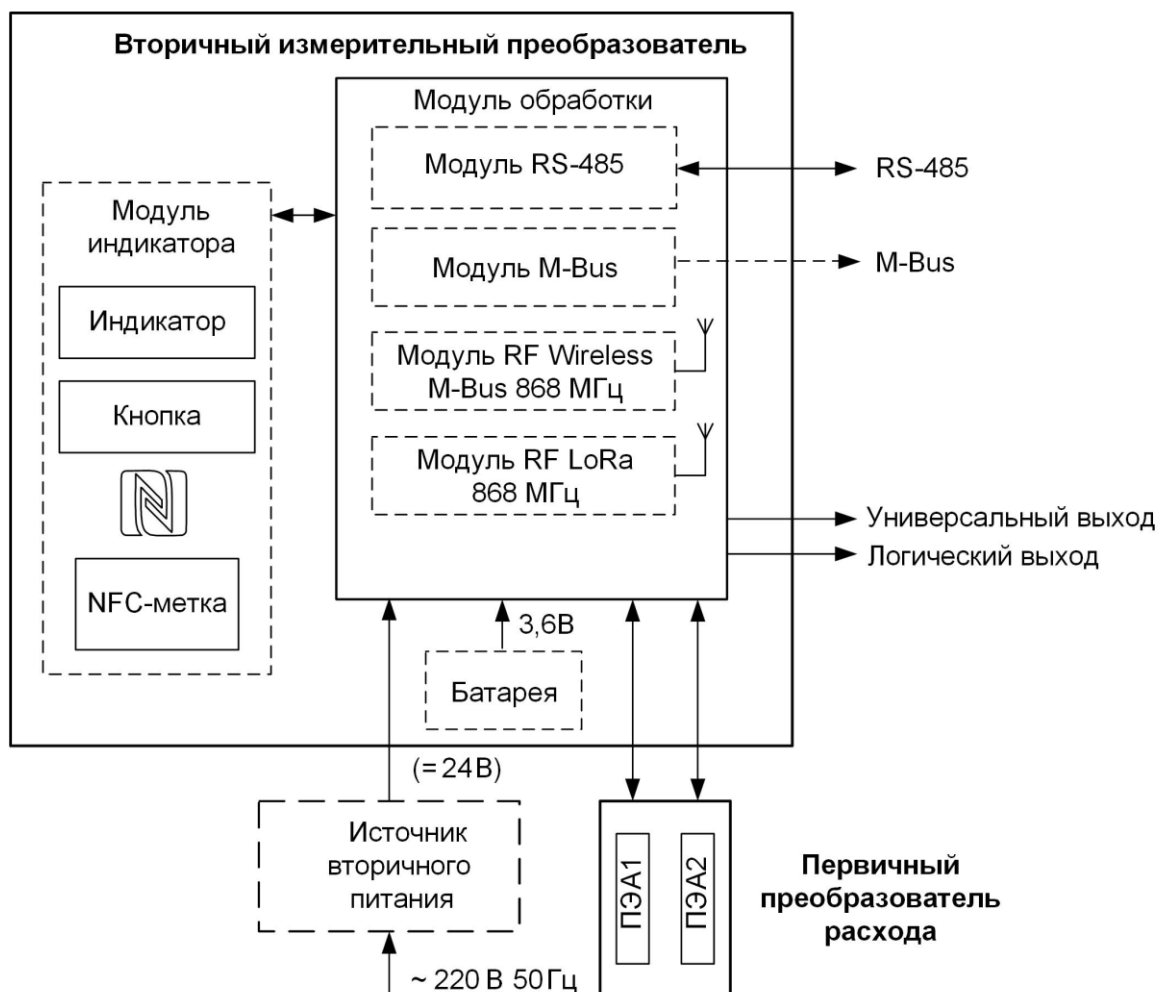 Вторичный измерительный преобразователь
Модуль обработки
Модуль RS-485
RS-485
Модуль
индикатора
Модуль M-Bus
M-Bus
Индикатор
Модуль RF Wireless
M-Bus 868 МГц
Кнопка
Модуль RF LoRa
868 МГц
Универсальный выход
Логический выход
NFC-метка
3,6В
Батарея
(= 24В)
Источник
вторичного
питания
ПЭА1
ПЭА2
Первичный
преобразователь
расхода
~ 220 В 50 Гц